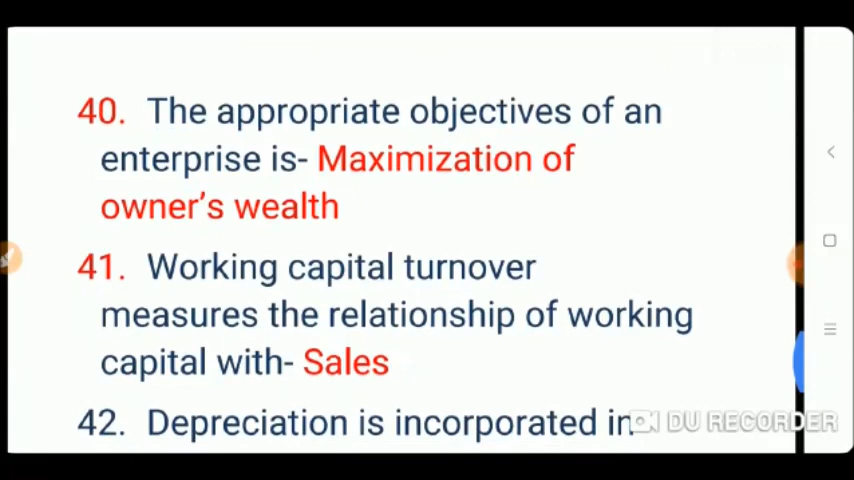 40. The appropriate objectives of an
enterprise is- Maximization of
owner's wealth
41. Working capital turnover
measures the relationship of working
capital with- Sales
42. Depreciation is incorporated in
DU RECORDER